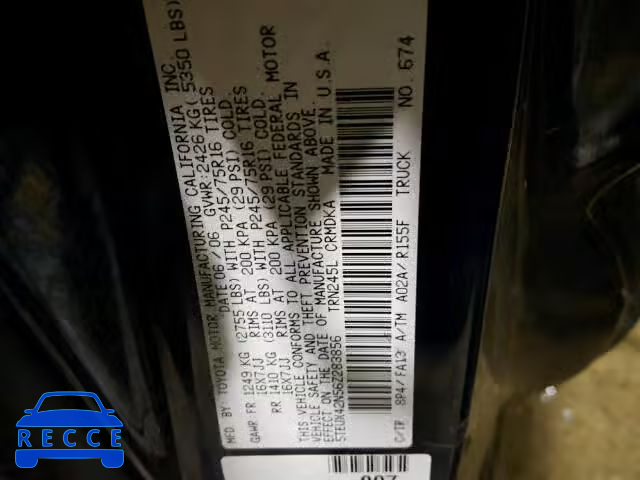 MFD. BY TOYOTA MOTOR MANUFACTURING CALIFORNIA INC.
DATE 06/06 GVWR:2426 KG( 5350 LBS)
GAWR: FR 1249 KG (2755 LBS) WITH P245/75R16 TIRES
16X7JJ RIMS AT 200 KPA (29 PSI) COLD.
RR 1410 KG (3110 LBS) WITH P245/75R16 TIRES
16X7JJ RIMS AT 200 KPA (29 PSI) COLD.
THIS VEHICLE CONFORMS TO ALL APPLICABLE FEDERAL MOTOR
VEHICLE SAFETY AND THEFT PREVENTION STANDARDS IN
EFFECT ON THE DATE OF MANUFACTURE SHOWN ABOVE.
5TEUX42N56Z283856 TRN245L CRMDKA MADE IN U.S.A.
C/TR 8P4/FA13 A/TM A02A/R155F TRUCK NO. 674
RECCE